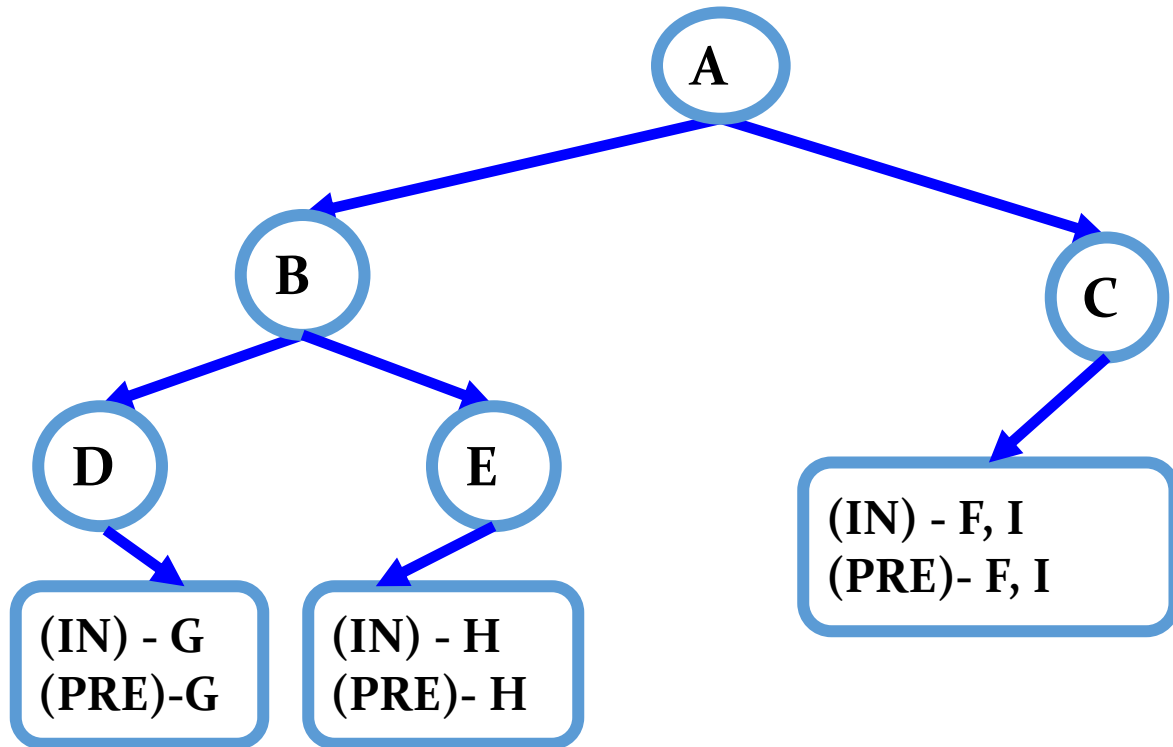 A
B
C
D
E
(IN) - F, I
(PRE)- F, I
(IN) - G
(PRE)-G
(IN) - H
(PRE)- H